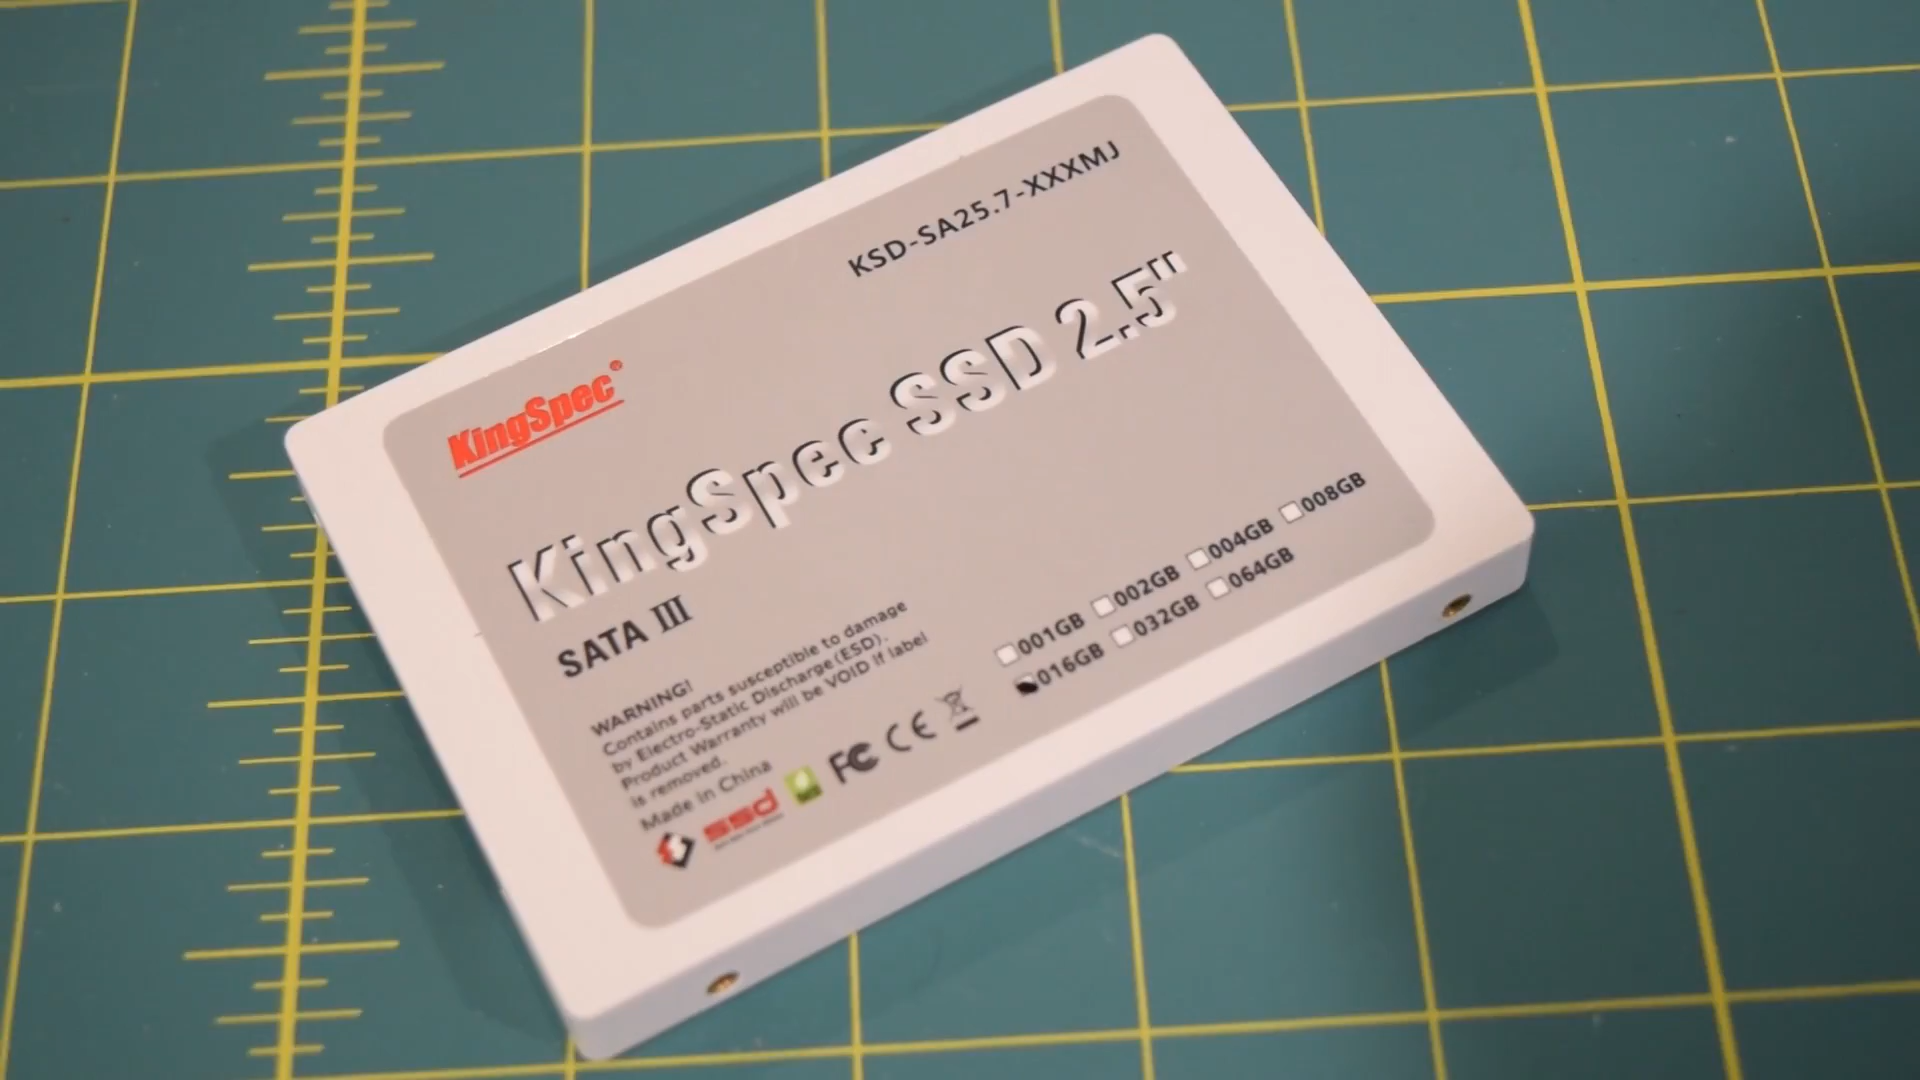 KSD-SA25.7-XXXMJ
KingSpec®
KingSpec SSD 2.5"
SATA III
001GB 002GB 004GB 008GB
016GB 032GB 064GB
WARNING!
Contains parts susceptible to damage
by Electro-Static Discharge(ESD).
Product Warranty will be VOID if label
is removed.
Made in China
ssd
FC CE